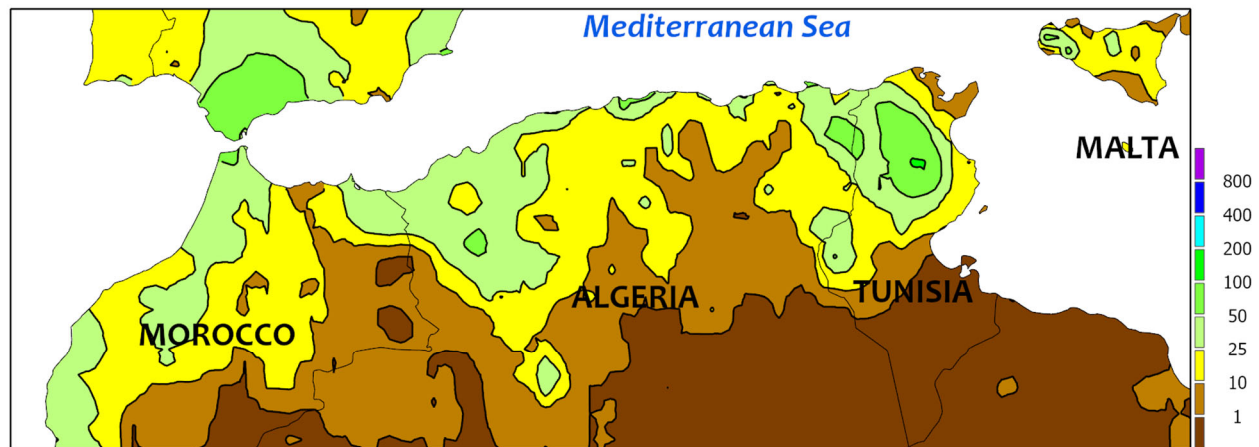 Mediterranean Sea
MALTA
800
400
200
100
50
25
10
1
ALGERIA
TUNISIA
MOROCCO